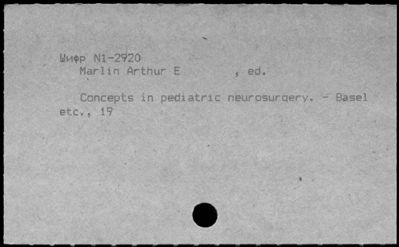 Шифр N1-2920
Marlin Arthur E , ed.
Concepts in pediatric neurosurgery. - Basel
etc., 19